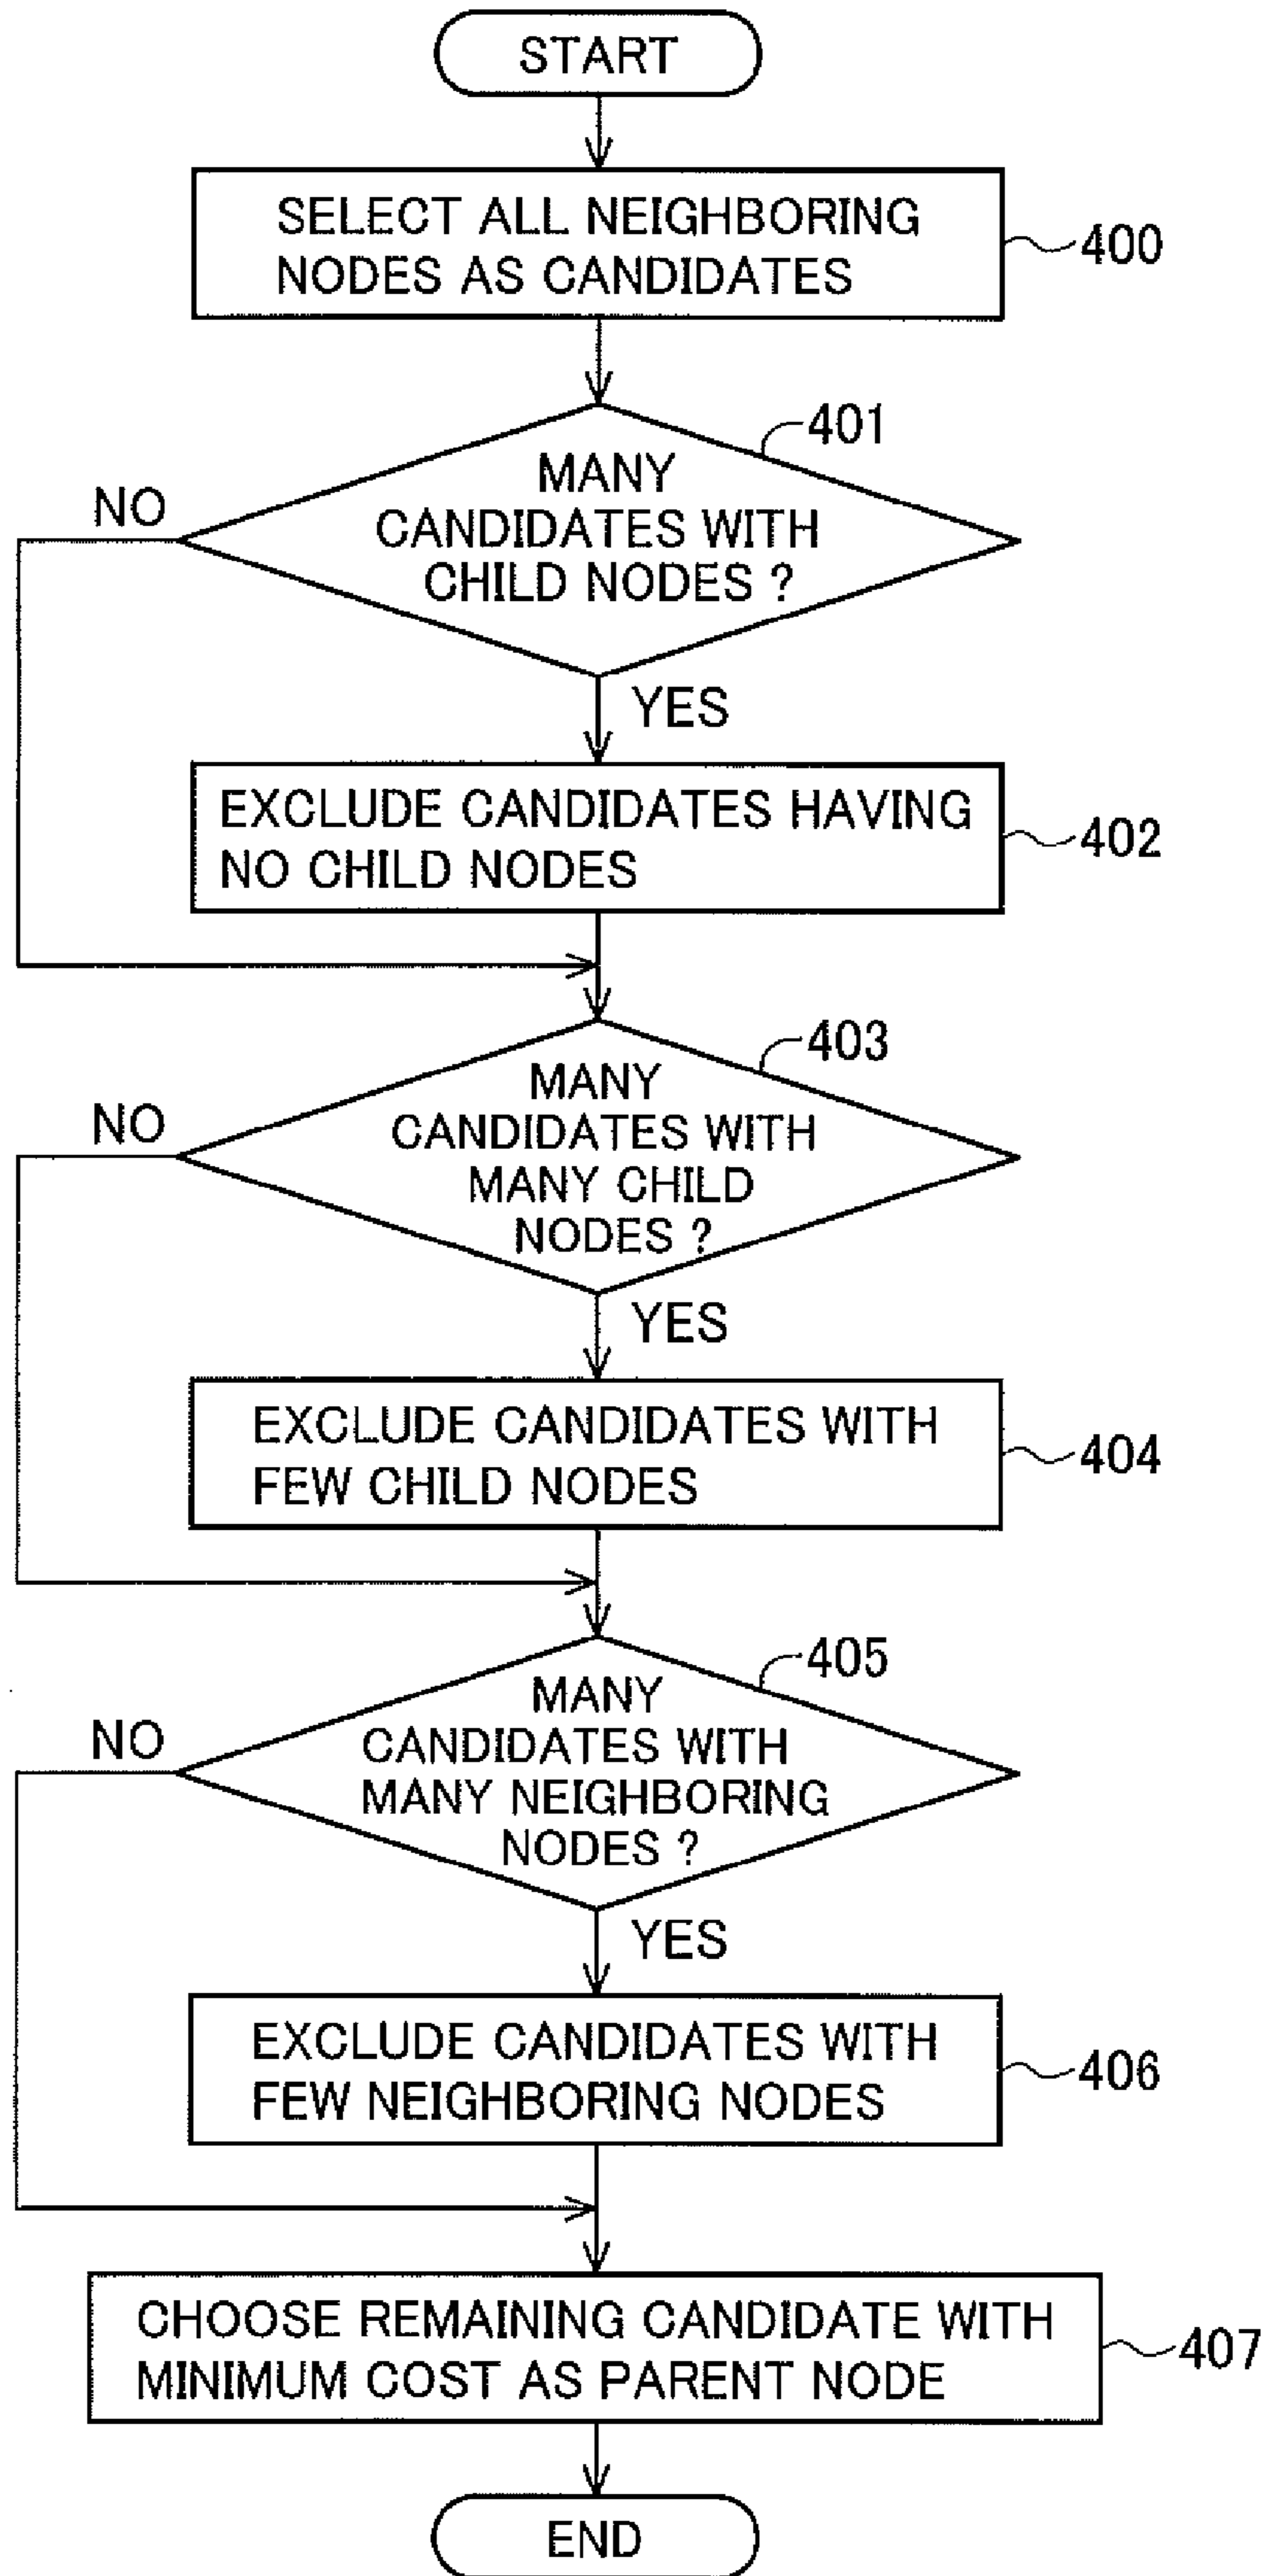 START
SELECT ALL NEIGHBORING
NODES AS CANDIDATES
400
401
MANY
CANDIDATES WITH
CHILD NODES ?
NO
YES
EXCLUDE CANDIDATES HAVING
NO CHILD NODES
402
403
MANY
CANDIDATES WITH
MANY CHILD
NODES ?
NO
YES
EXCLUDE CANDIDATES WITH
FEW CHILD NODES
404
405
MANY
CANDIDATES WITH
MANY NEIGHBORING
NODES ?
NO
YES
EXCLUDE CANDIDATES WITH
FEW NEIGHBORING NODES
406
CHOOSE REMAINING CANDIDATE WITH
MINIMUM COST AS PARENT NODE
407
END